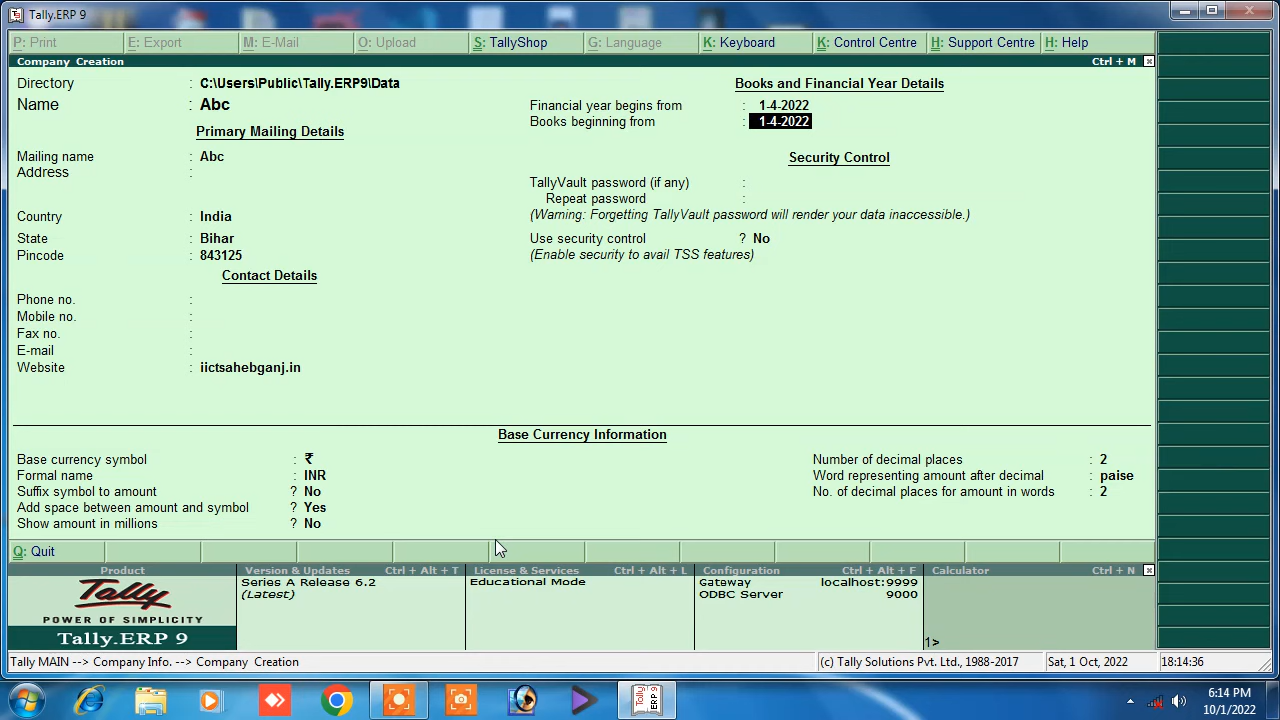 Tally.ERP 9
P: Print E: Export M: E-Mail O: Upload S: TallyShop G: Language K: Keyboard K: Control Centre H: Support Centre H: Help
Company Creation Ctrl + M
Directory : C:\Users\Public\Tally.ERP9\Data
Name : Abc
Primary Mailing Details
Mailing name : Abc
Address :
Country : India
State : Bihar
Pincode : 843125
Contact Details
Phone no. :
Mobile no. :
Fax no. :
E-mail :
Website : iictsahebganj.in
Books and Financial Year Details
Financial year begins from : 1-4-2022
Books beginning from : 1-4-2022
Security Control
TallyVault password (if any) :
Repeat password :
(Warning: Forgetting TallyVault password will render your data inaccessible.)
Use security control ? No
(Enable security to avail TSS features)
Base Currency Information
Base currency symbol : ₹
Formal name : INR
Suffix symbol to amount ? No
Add space between amount and symbol ? Yes
Show amount in millions ? No
Number of decimal places : 2
Word representing amount after decimal : paise
No. of decimal places for amount in words : 2
Q: Quit
Product
Tally
POWER OF SIMPLICITY
Tally.ERP 9
Version & Updates Ctrl + Alt + T
Series A Release 6.2
(Latest)
License & Services Ctrl + Alt + L
Educational Mode
Configuration Ctrl + Alt + F
Gateway localhost:9999
ODBC Server 9000
Calculator Ctrl + N
1>
Tally MAIN --> Company Info. --> Company Creation (c) Tally Solutions Pvt. Ltd., 1988-2017 Sat, 1 Oct, 2022 18:14:36
Tally ERP 9
6:14 PM
10/1/2022